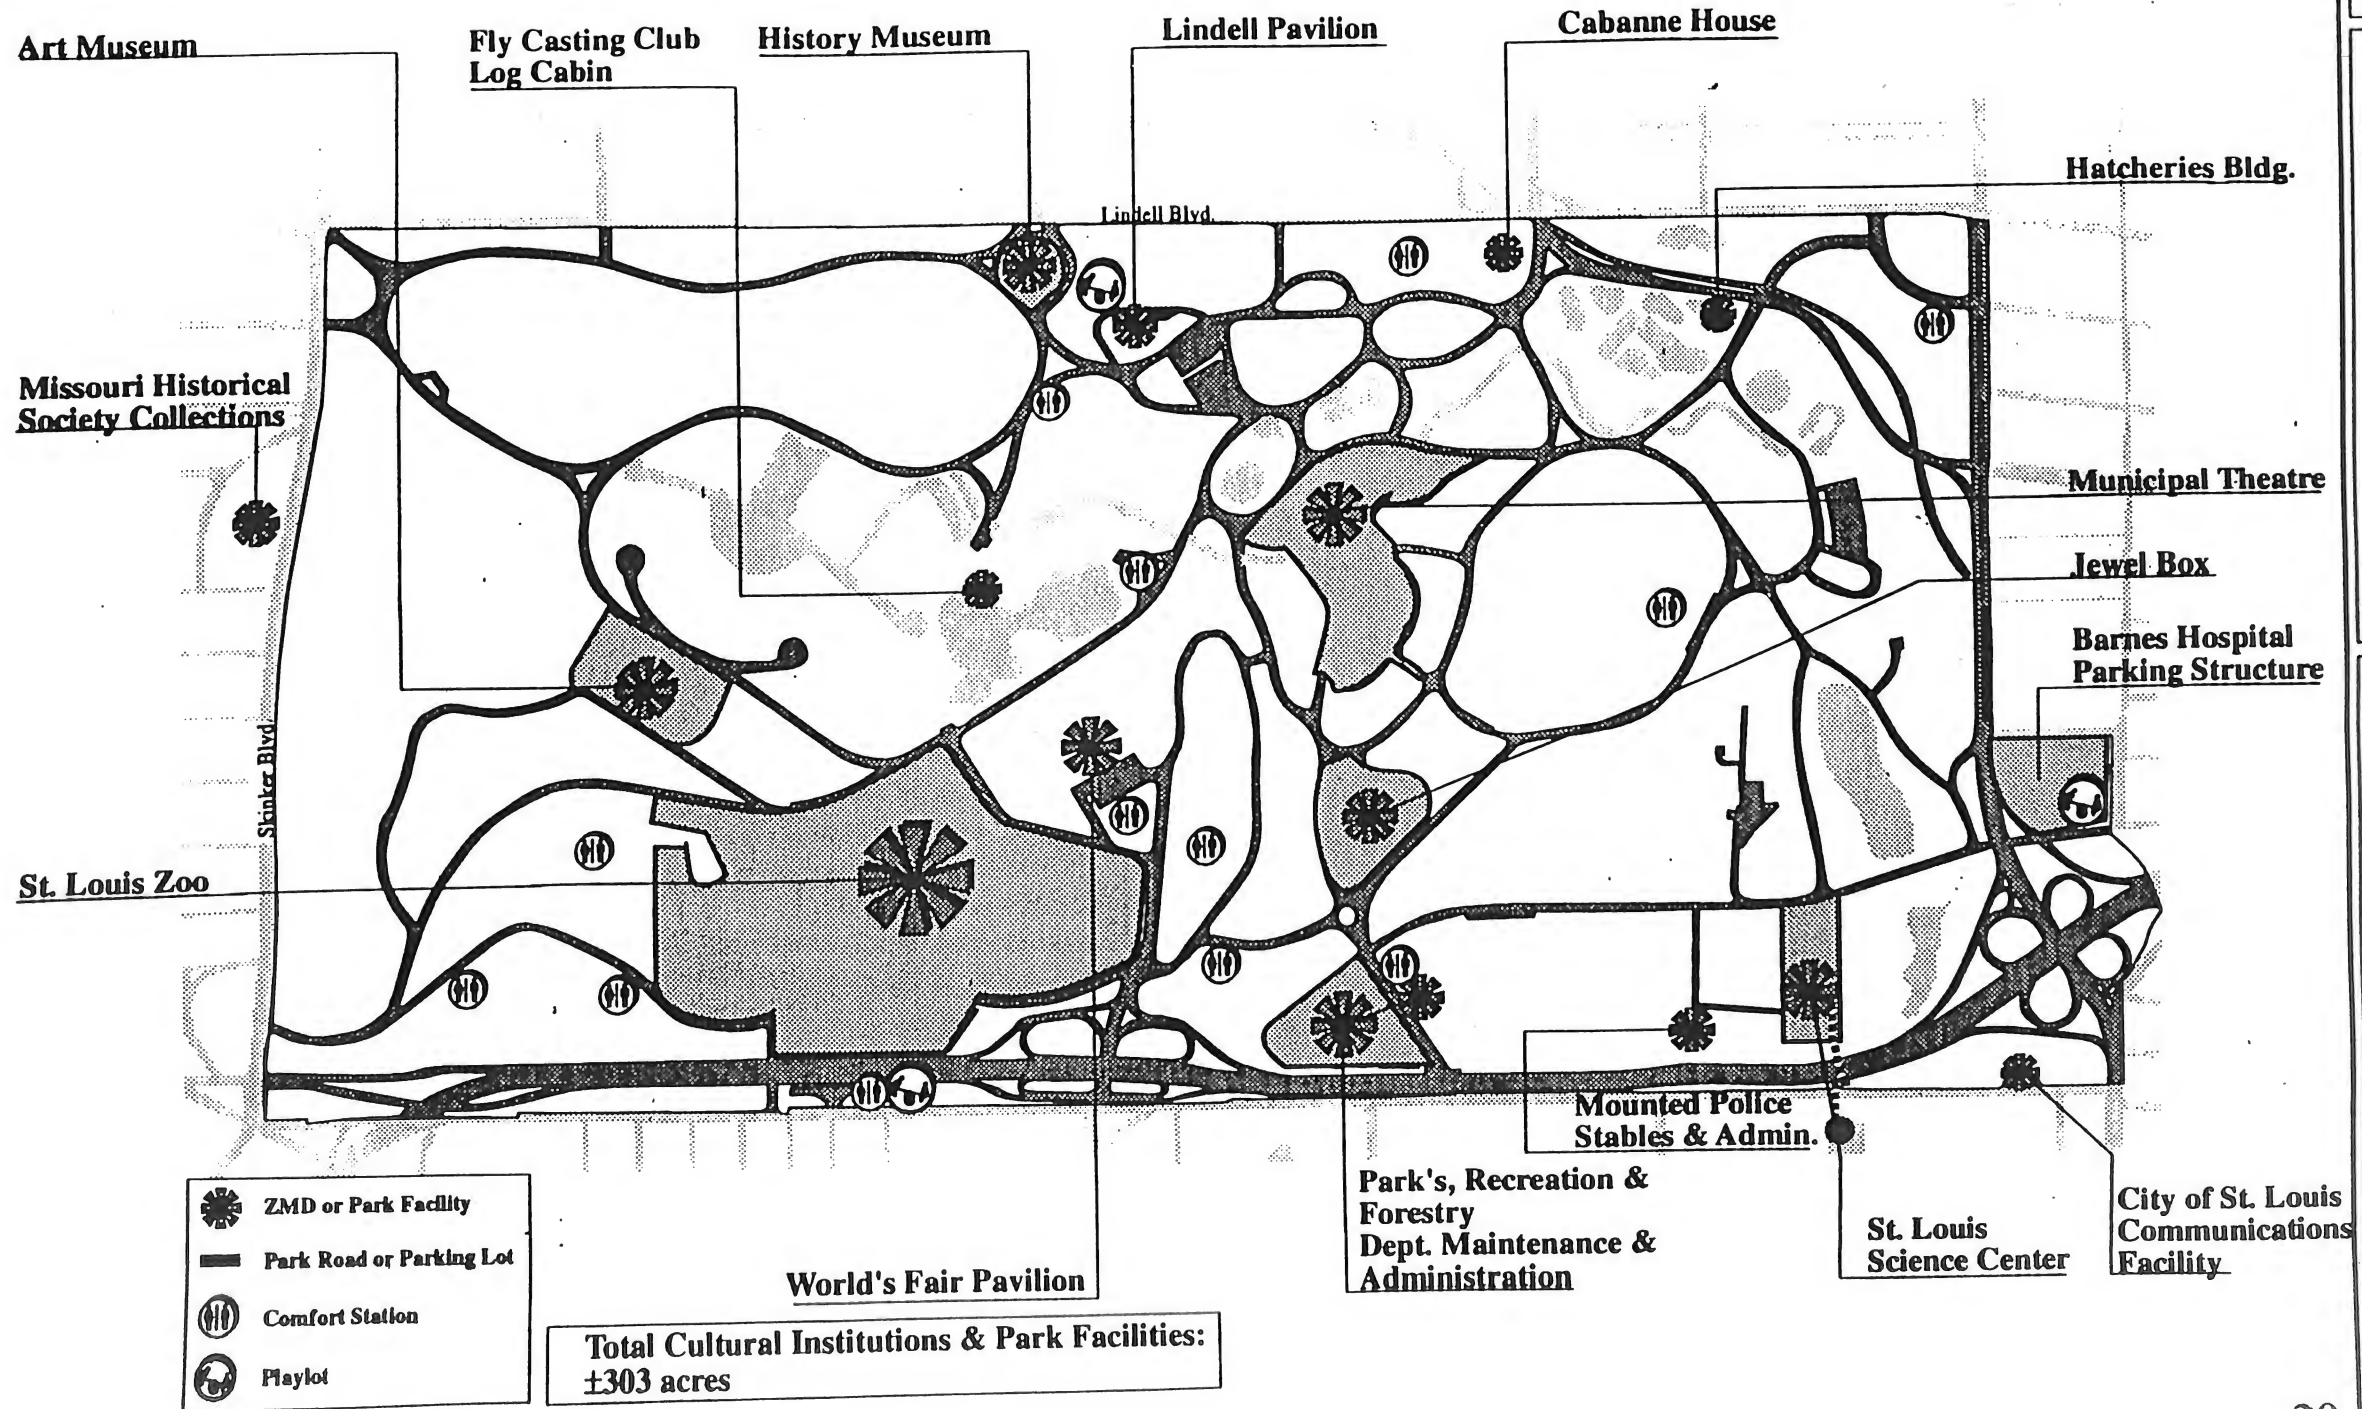 Art Museum
Fly Casting Club
Log Cabin
History Museum
Lindell Pavilion
Cabanne House
Hatcheries Bldg.
Lindell Blvd.
Missouri Historical
Society Collections
Municipal Theatre
Jewel Box
Barnes Hospital
Parking Structure
Skinker Blvd.
St. Louis Zoo
Mounted Police
Stables & Admin.
Park's, Recreation &
Forestry
Dept. Maintenance &
Administration
St. Louis
Science Center
City of St. Louis
Communications
Facility
World's Fair Pavilion
ZMD or Park Facility
Park Road or Parking Lot
Comfort Station
Playlot
Total Cultural Institutions & Park Facilities:
±303 acres